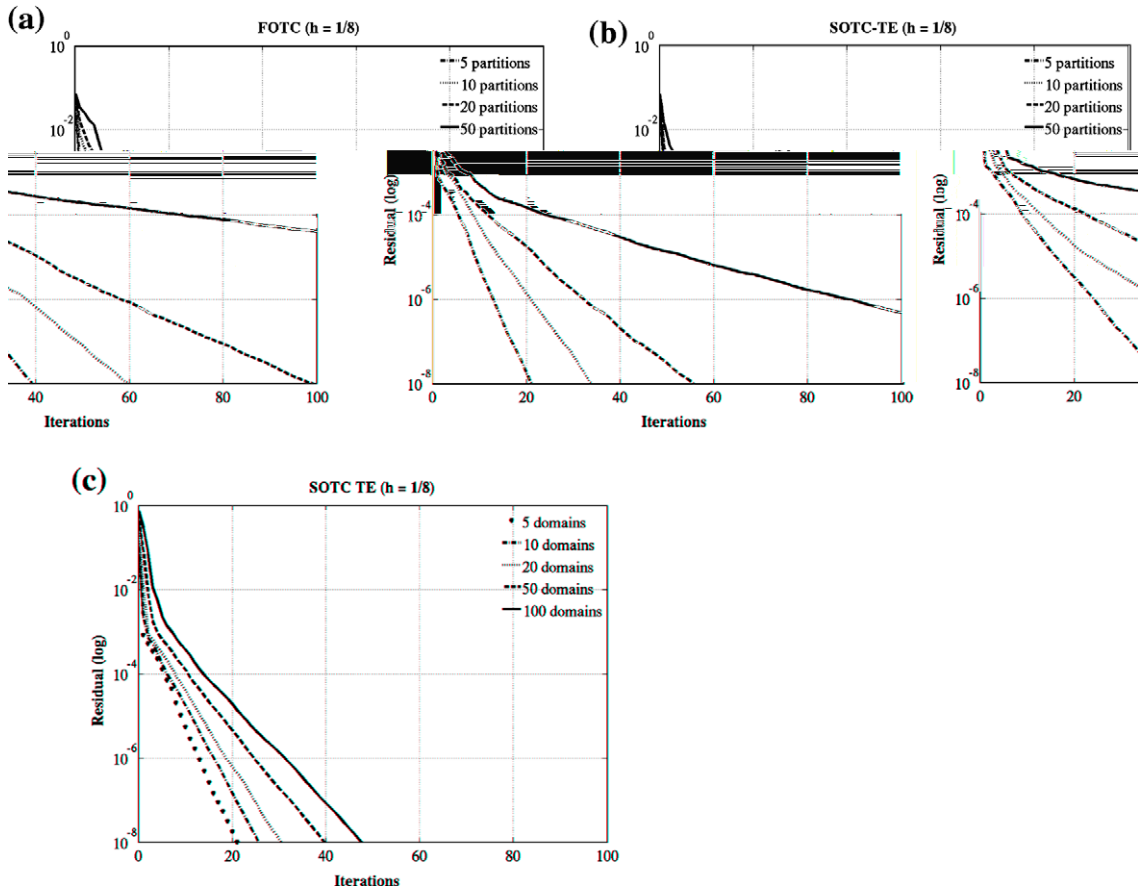 (a)
FOTC (h = 1/8)
10^0
5 partitions
10 partitions
20 partitions
50 partitions
10^-2
(b)
SOTC-TE (h = 1/8)
10^0
5 partitions
10 partitions
20 partitions
50 partitions
10^-2
40 60 80 100
Iterations
Residual (log)
10^-4
10^-6
10^-8
0 20 40 60 80 100
Iterations
Residual (log)
10^-4
10^-6
10^-8
0 20
(c)
SOTC TE (h = 1/8)
10^0
5 domains
10 domains
20 domains
50 domains
100 domains
10^-2
Residual (log)
10^-4
10^-6
10^-8
0 20 40 60 80 100
Iterations